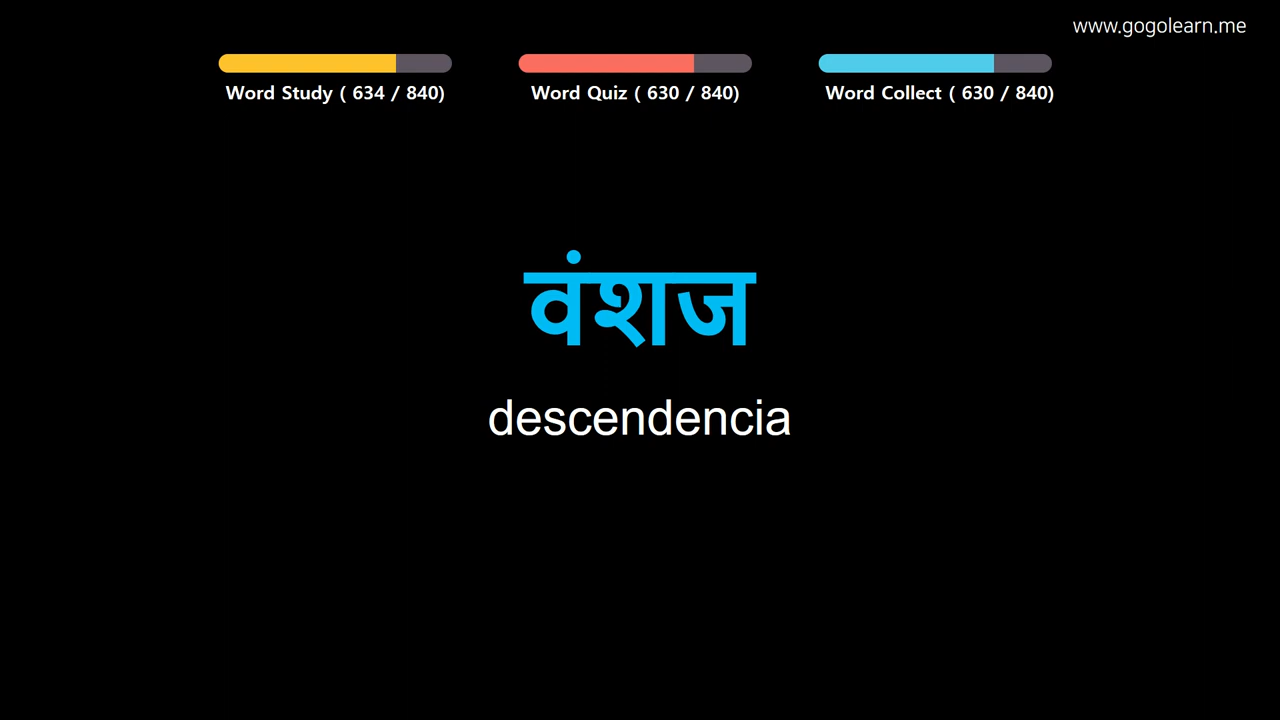 www.gogolearn.me
Word Study ( 634 / 840)
Word Quiz ( 630 / 840)
Word Collect ( 630 / 840)
वंशज
descendencia